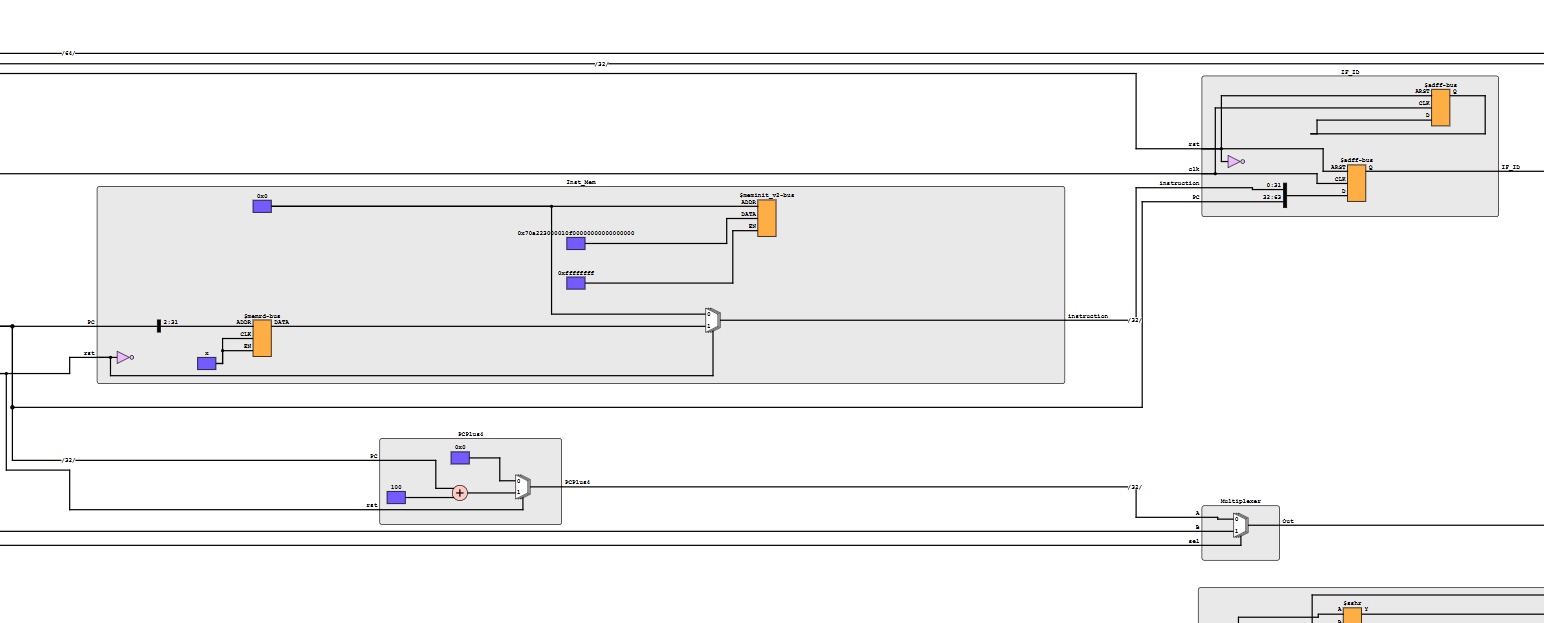 /64/
/32/
IF_ID
$adff-bus
ARST Q
CLK
D
rst
$adff-bus
ARST Q
CLK
D
IF_ID
clk
instruction 0:31
PC 32:63
Inst_Mem
0x0
$meminit_v2-bus
ADDR
DATA
EN
0xffffffff
0
1
instruction /32/
$memrd-bus
PC 2:31 ADDR DATA
CLK
EN
rst
x
PCPlus4
/32/ PC
0x0
100
+
0
1
PCPlus4 /32/
rst
Multiplexer
A
B
sel
0
1
Out
$sshr
A Y
B